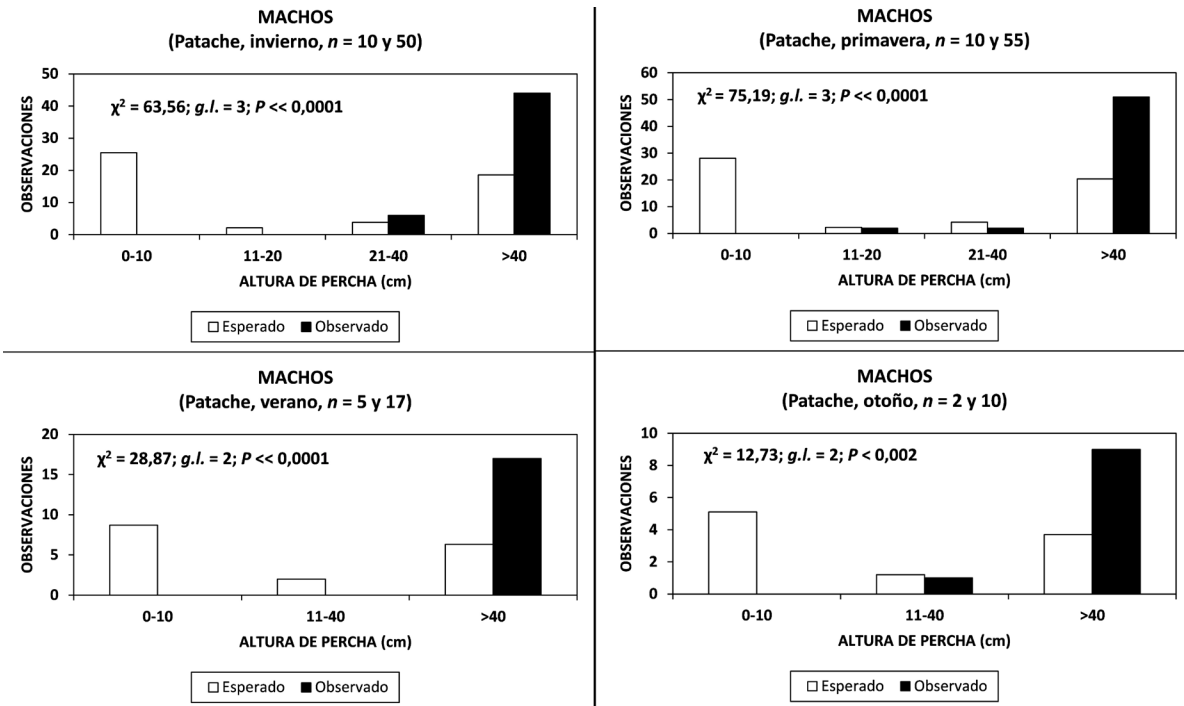 MACHOS
(Patache, invierno, n = 10 y 50)
χ² = 63,56; g.l. = 3; P << 0,0001
OBSERVACIONES
50
40
30
20
10
0
0-10 11-20 21-40 >40
ALTURA DE PERCHA (cm)
Esperado Observado
MACHOS
(Patache, primavera, n = 10 y 55)
χ² = 75,19; g.l. = 3; P << 0,0001
OBSERVACIONES
60
50
40
30
20
10
0
0-10 11-20 21-40 >40
ALTURA DE PERCHA (cm)
Esperado Observado
MACHOS
(Patache, verano, n = 5 y 17)
χ² = 28,87; g.l. = 2; P << 0,0001
OBSERVACIONES
20
15
10
5
0
0-10 11-40 >40
ALTURA DE PERCHA (cm)
Esperado Observado
MACHOS
(Patache, otoño, n = 2 y 10)
χ² = 12,73; g.l. = 2; P < 0,002
OBSERVACIONES
10
8
6
4
2
0
0-10 11-40 >40
ALTURA DE PERCHA (cm)
Esperado Observado